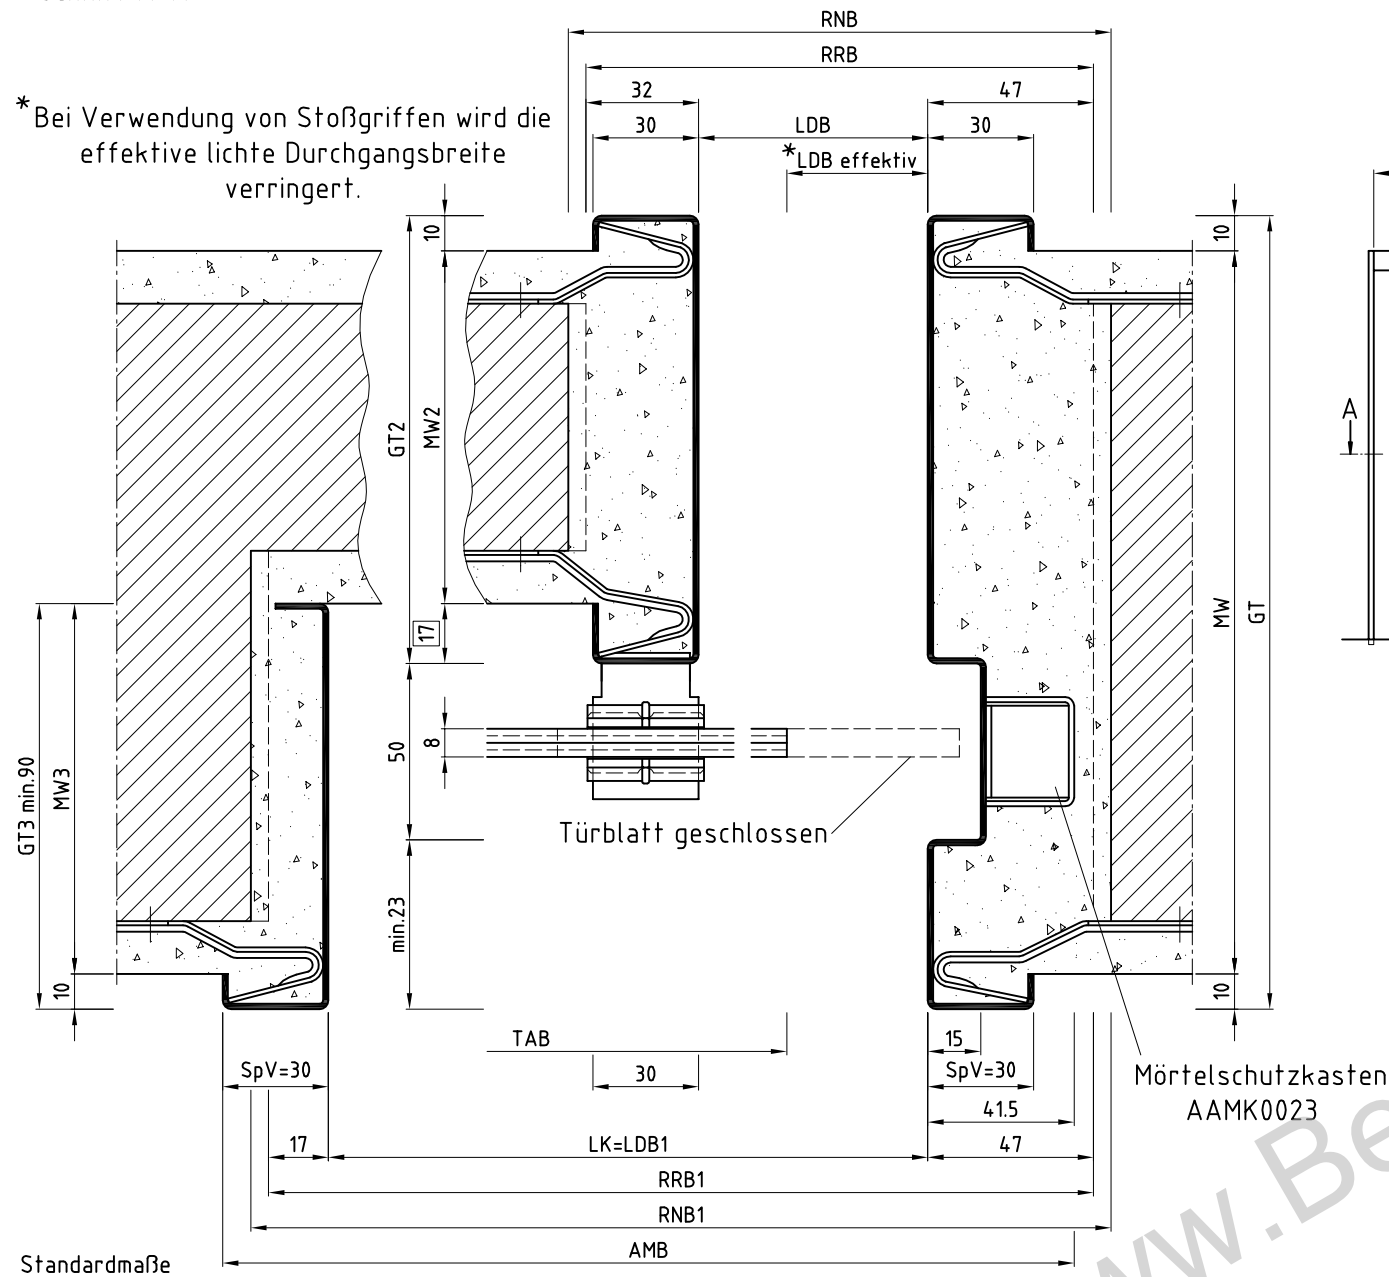 RNB
RRB
32
47
30
LDB
30
*LDB effektiv
*Bei Verwendung von Stoßgriffen wird die
effektive lichte Durchgangsbreite
verringert.
10
10
GT2
MW2
A
MW
GT
17
GT3 min.90
MW3
50
8
Türblatt geschlossen
min.23
10
10
TAB
15
SpV=30
30
SpV=30
Mörtelschutzkasten
AAMK0023
41.5
17
LK=LDB1
47
RRB1
RNB1
AMB
Standardmaße
www.Be